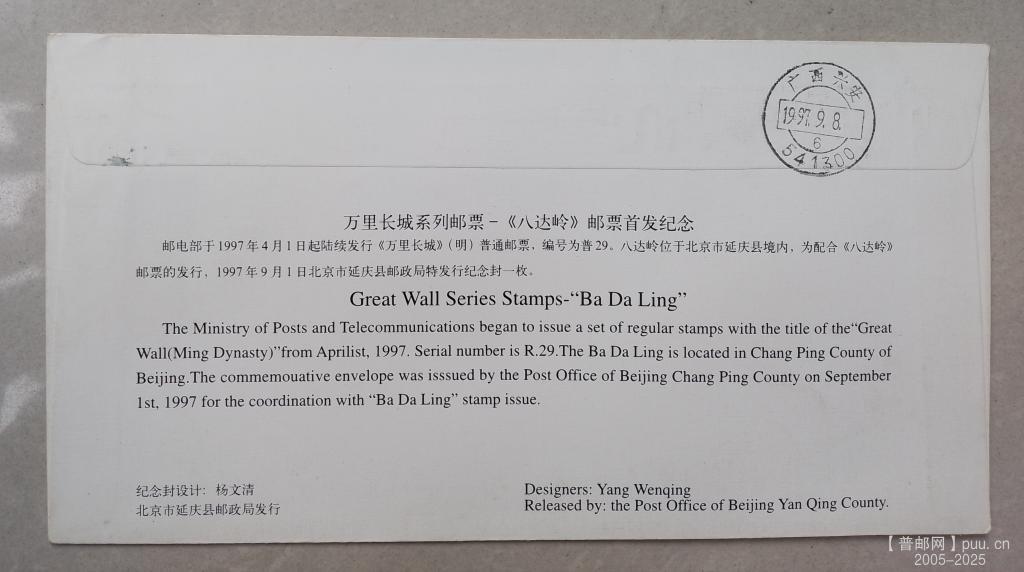 广西兴安
1997.9.8.
6
541300
万里长城系列邮票-《八达岭》邮票首发纪念
邮电部于1997年4月1日起陆续发行《万里长城》(明)普通邮票，编号为普29。八达岭位于北京市延庆县境内，为配合《八达岭》
邮票的发行，1997年9月1日北京市延庆县邮政局特发行纪念封一枚。
Great Wall Series Stamps-“Ba Da Ling”
The Ministry of Posts and Telecommunications began to issue a set of regular stamps with the title of the“Great
Wall(Ming Dynasty)”from Aprilist, 1997. Serial number is R.29.The Ba Da Ling is located in Chang Ping County of
Beijing.The commemouative envelope was isssued by the Post Office of Beijing Chang Ping County on September
1st, 1997 for the coordination with “Ba Da Ling” stamp issue.
纪念封设计：杨文清
北京市延庆县邮政局发行
Designers: Yang Wenqing
Released by: the Post Office of Beijing Yan Qing County.
【普邮网】puu.cn
2005-2025